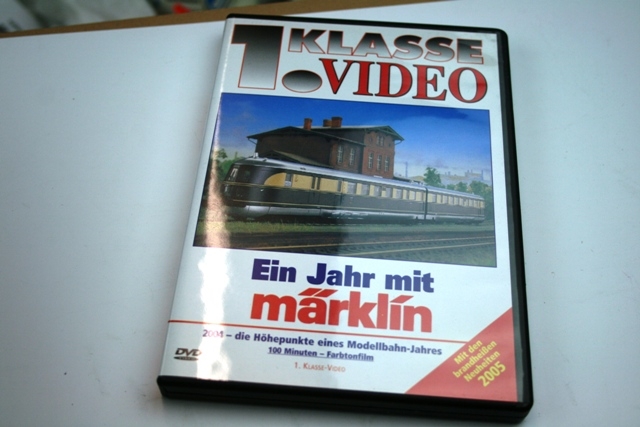 1. KLASSE
VIDEO
Ein Jahr mit
märklin
2004 – die Höhepunkte eines Modellbahn-Jahres
100 Minuten – Farbtonfilm
1. KLASSE-VIDEO
DVD
Mit den
brandheißen
Neuheiten
2005